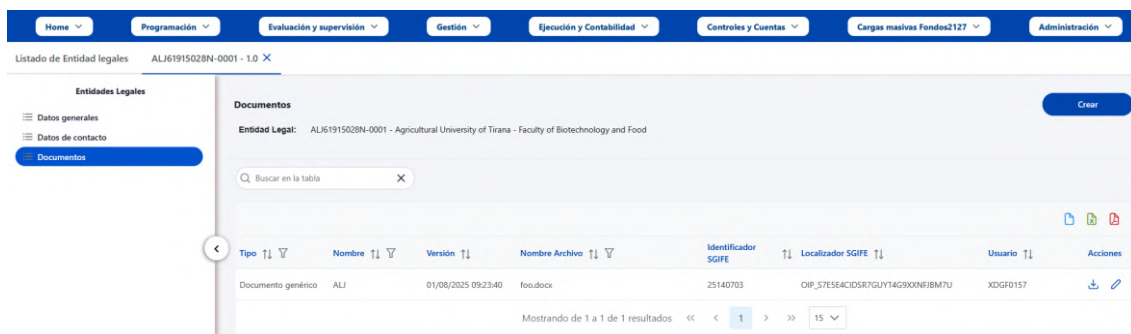 Home Programación Evaluación y supervisión Gestión Ejecución y Contabilidad Controles y Cuentas Cargas masivas Fondos2127 Administración
Listado de Entidad legales ALJ61915028N-0001 - 1.0 X
Entidades Legales
Datos generales
Datos de contacto
Documentos
Documentos
Crear
Entidad Legal: ALJ61915028N-0001 - Agricultural University of Tirana - Faculty of Biotechnology and Food
Buscar en la tabla
Tipo Nombre Versión Nombre Archivo Identificador SGIFE Localizador SGIFE Usuario Acciones
Documento genérico ALJ 01/08/2025 09:23:40 foo.docx 25140703 OIP_S7E5E4CIDSR7GUYT4G9XXNFJBM7U XDGF0157
Mostrando de 1 a 1 de 1 resultados << < 1 > >> 15